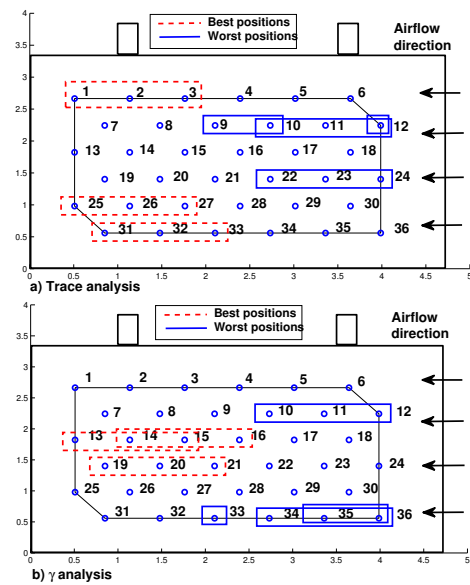 Best positions
Worst positions
Airflow
direction
4
3.5
3
2.5
2
1.5
1
0.5
0
1 2 3 4 5 6
7 8 9 10 11 12
13 14 15 16 17 18
19 20 21 22 23 24
25 26 27 28 29 30
31 32 33 34 35 36
0 0.5 1 1.5 2 2.5 3 3.5 4 4.5 5
a) Trace analysis
Best positions
Worst positions
Airflow
direction
4
3.5
3
2.5
2
1.5
1
0.5
0
1 2 3 4 5 6
7 8 9 10 11 12
13 14 15 16 17 18
19 20 21 22 23 24
25 26 27 28 29 30
31 32 33 34 35 36
0 0.5 1 1.5 2 2.5 3 3.5 4 4.5 5
b) γ analysis